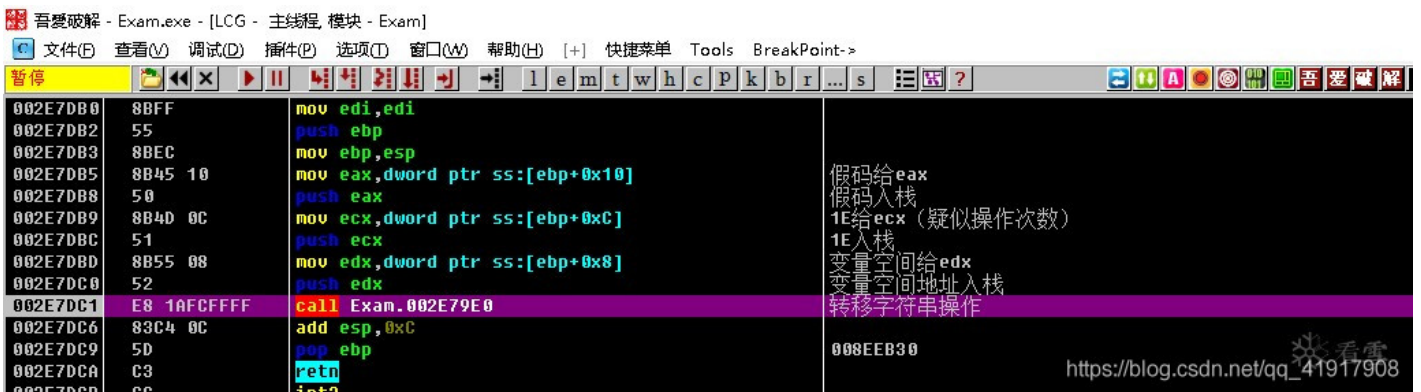 吾爱破解 - Exam.exe - [LCG - 主线程, 模块 - Exam]
C 文件(F) 查看(V) 调试(D) 插件(P) 选项(T) 窗口(W) 帮助(H) [+] 快捷菜单 Tools BreakPoint->
暂停 l e m t w h c P k b r ... s ? A 吾 爱 破 解
002E7DB0 8BFF mov edi,edi
002E7DB2 55 push ebp
002E7DB3 8BEC mov ebp,esp
002E7DB5 8B45 10 mov eax,dword ptr ss:[ebp+0x10] 假码给eax
002E7DB8 50 push eax 假码入栈
002E7DB9 8B4D 0C mov ecx,dword ptr ss:[ebp+0xC] 1E给ecx（疑似操作次数）
002E7DBC 51 push ecx 1E入栈
002E7DBD 8B55 08 mov edx,dword ptr ss:[ebp+0x8] 变量空间给edx
002E7DC0 52 push edx 变量空间地址入栈
002E7DC1 E8 1AFCFFFF call Exam.002E79E0 转移字符串操作
002E7DC6 83C4 0C add esp,0xC
002E7DC9 5D pop ebp 008EEB30
002E7DCA C3 retn
002E7DCB CC int3
看雪
https://blog.csdn.net/qq_41917908